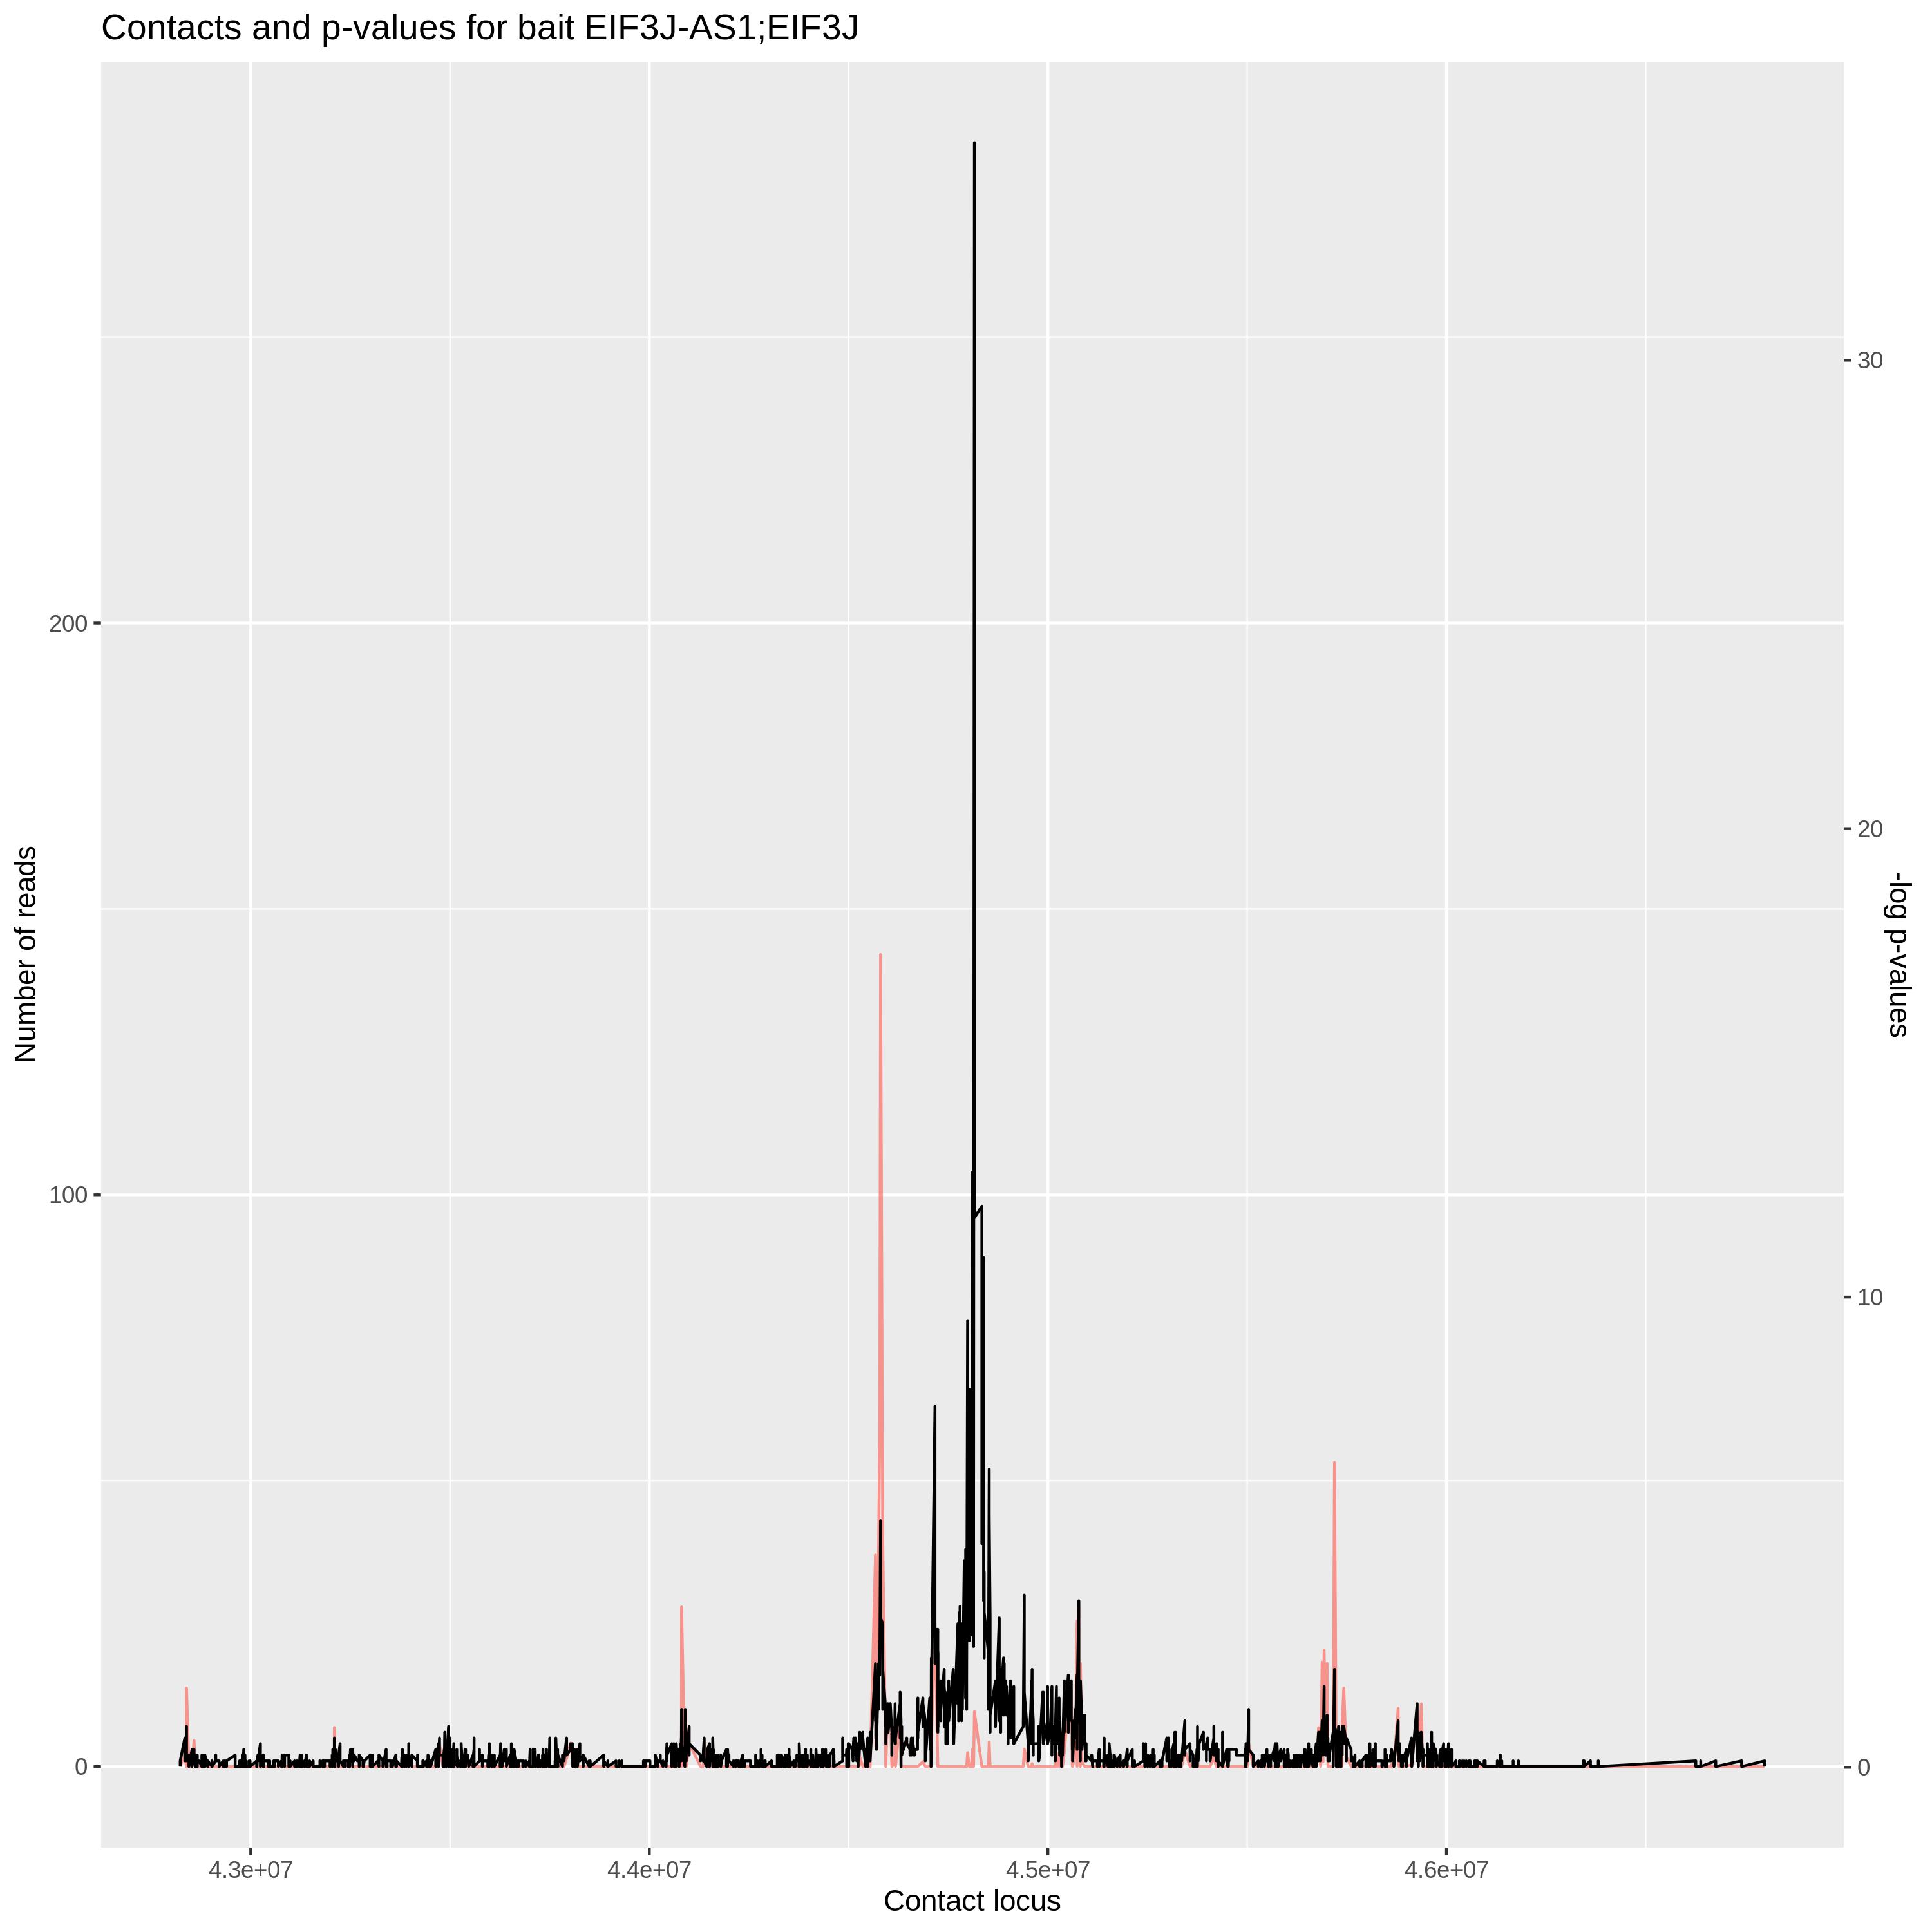 Contacts and p-values for bait EIF3J-AS1;EIF3J
Number of reads
200
100
0
30
20
10
0
-log p-values
4.3e+07
4.4e+07
4.5e+07
4.6e+07
Contact locus